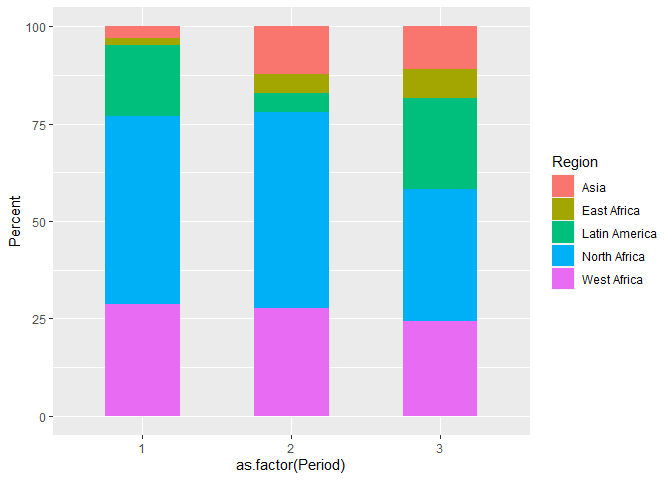 100
75
50
25
0
Percent
1 2 3
as.factor(Period)
Region
Asia
East Africa
Latin America
North Africa
West Africa